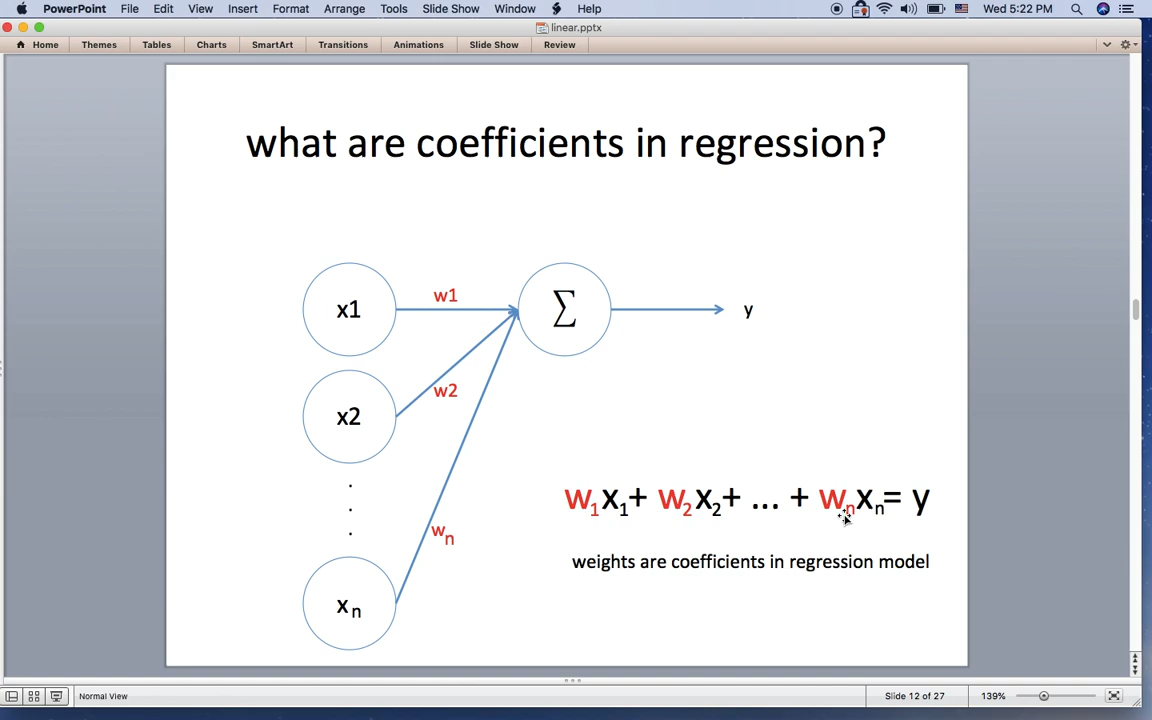 PowerPoint File Edit View Insert Format Arrange Tools Slide Show Window Help Wed 5:22 PM
linear.pptx
Home Themes Tables Charts SmartArt Transitions Animations Slide Show Review
what are coefficients in regression?
x1 w1 ∑ y
w2
x2
.
.
.
w₁x₁+ w₂x₂+ ... + wₙxₙ= y
wₙ
weights are coefficients in regression model
xₙ
Normal View Slide 12 of 27 139%